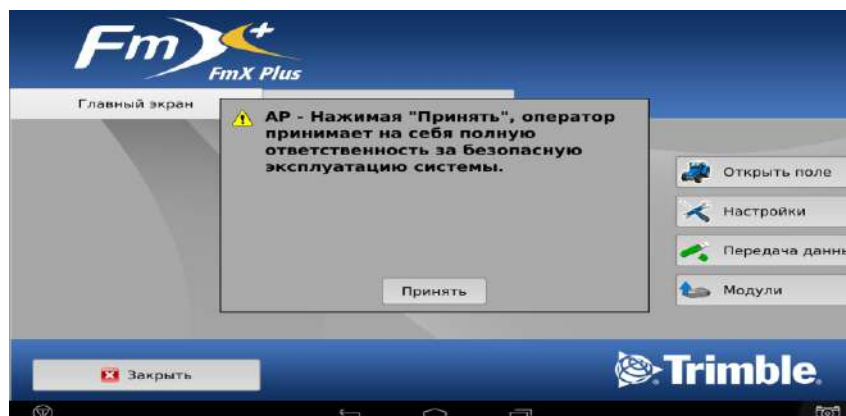 FmX+
FmX Plus
Главный экран
АР - Нажимая "Принять", оператор
принимает на себя полную
ответственность за безопасную
эксплуатацию системы.
Принять
Открыть поле
Настройки
Передача данн
Модули
Закрыть
Trimble.